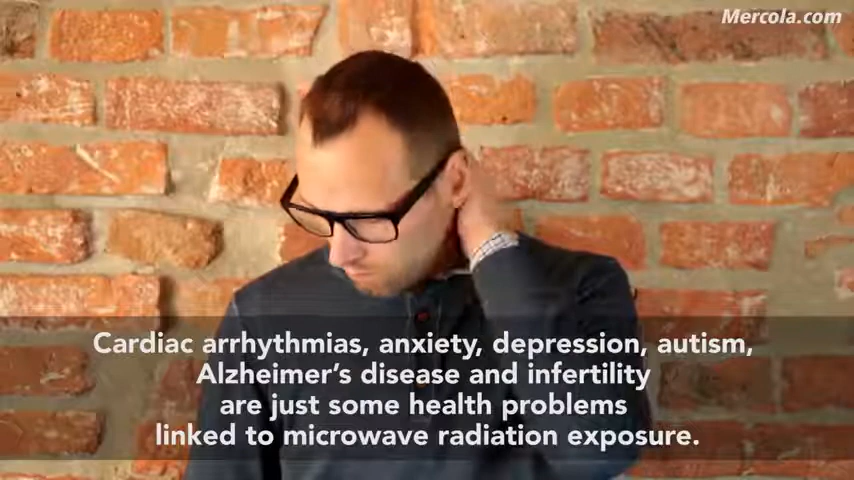 Mercola.com
Cardiac arrhythmias, anxiety, depression, autism,
Alzheimer's disease and infertility
are just some health problems
linked to microwave radiation exposure.